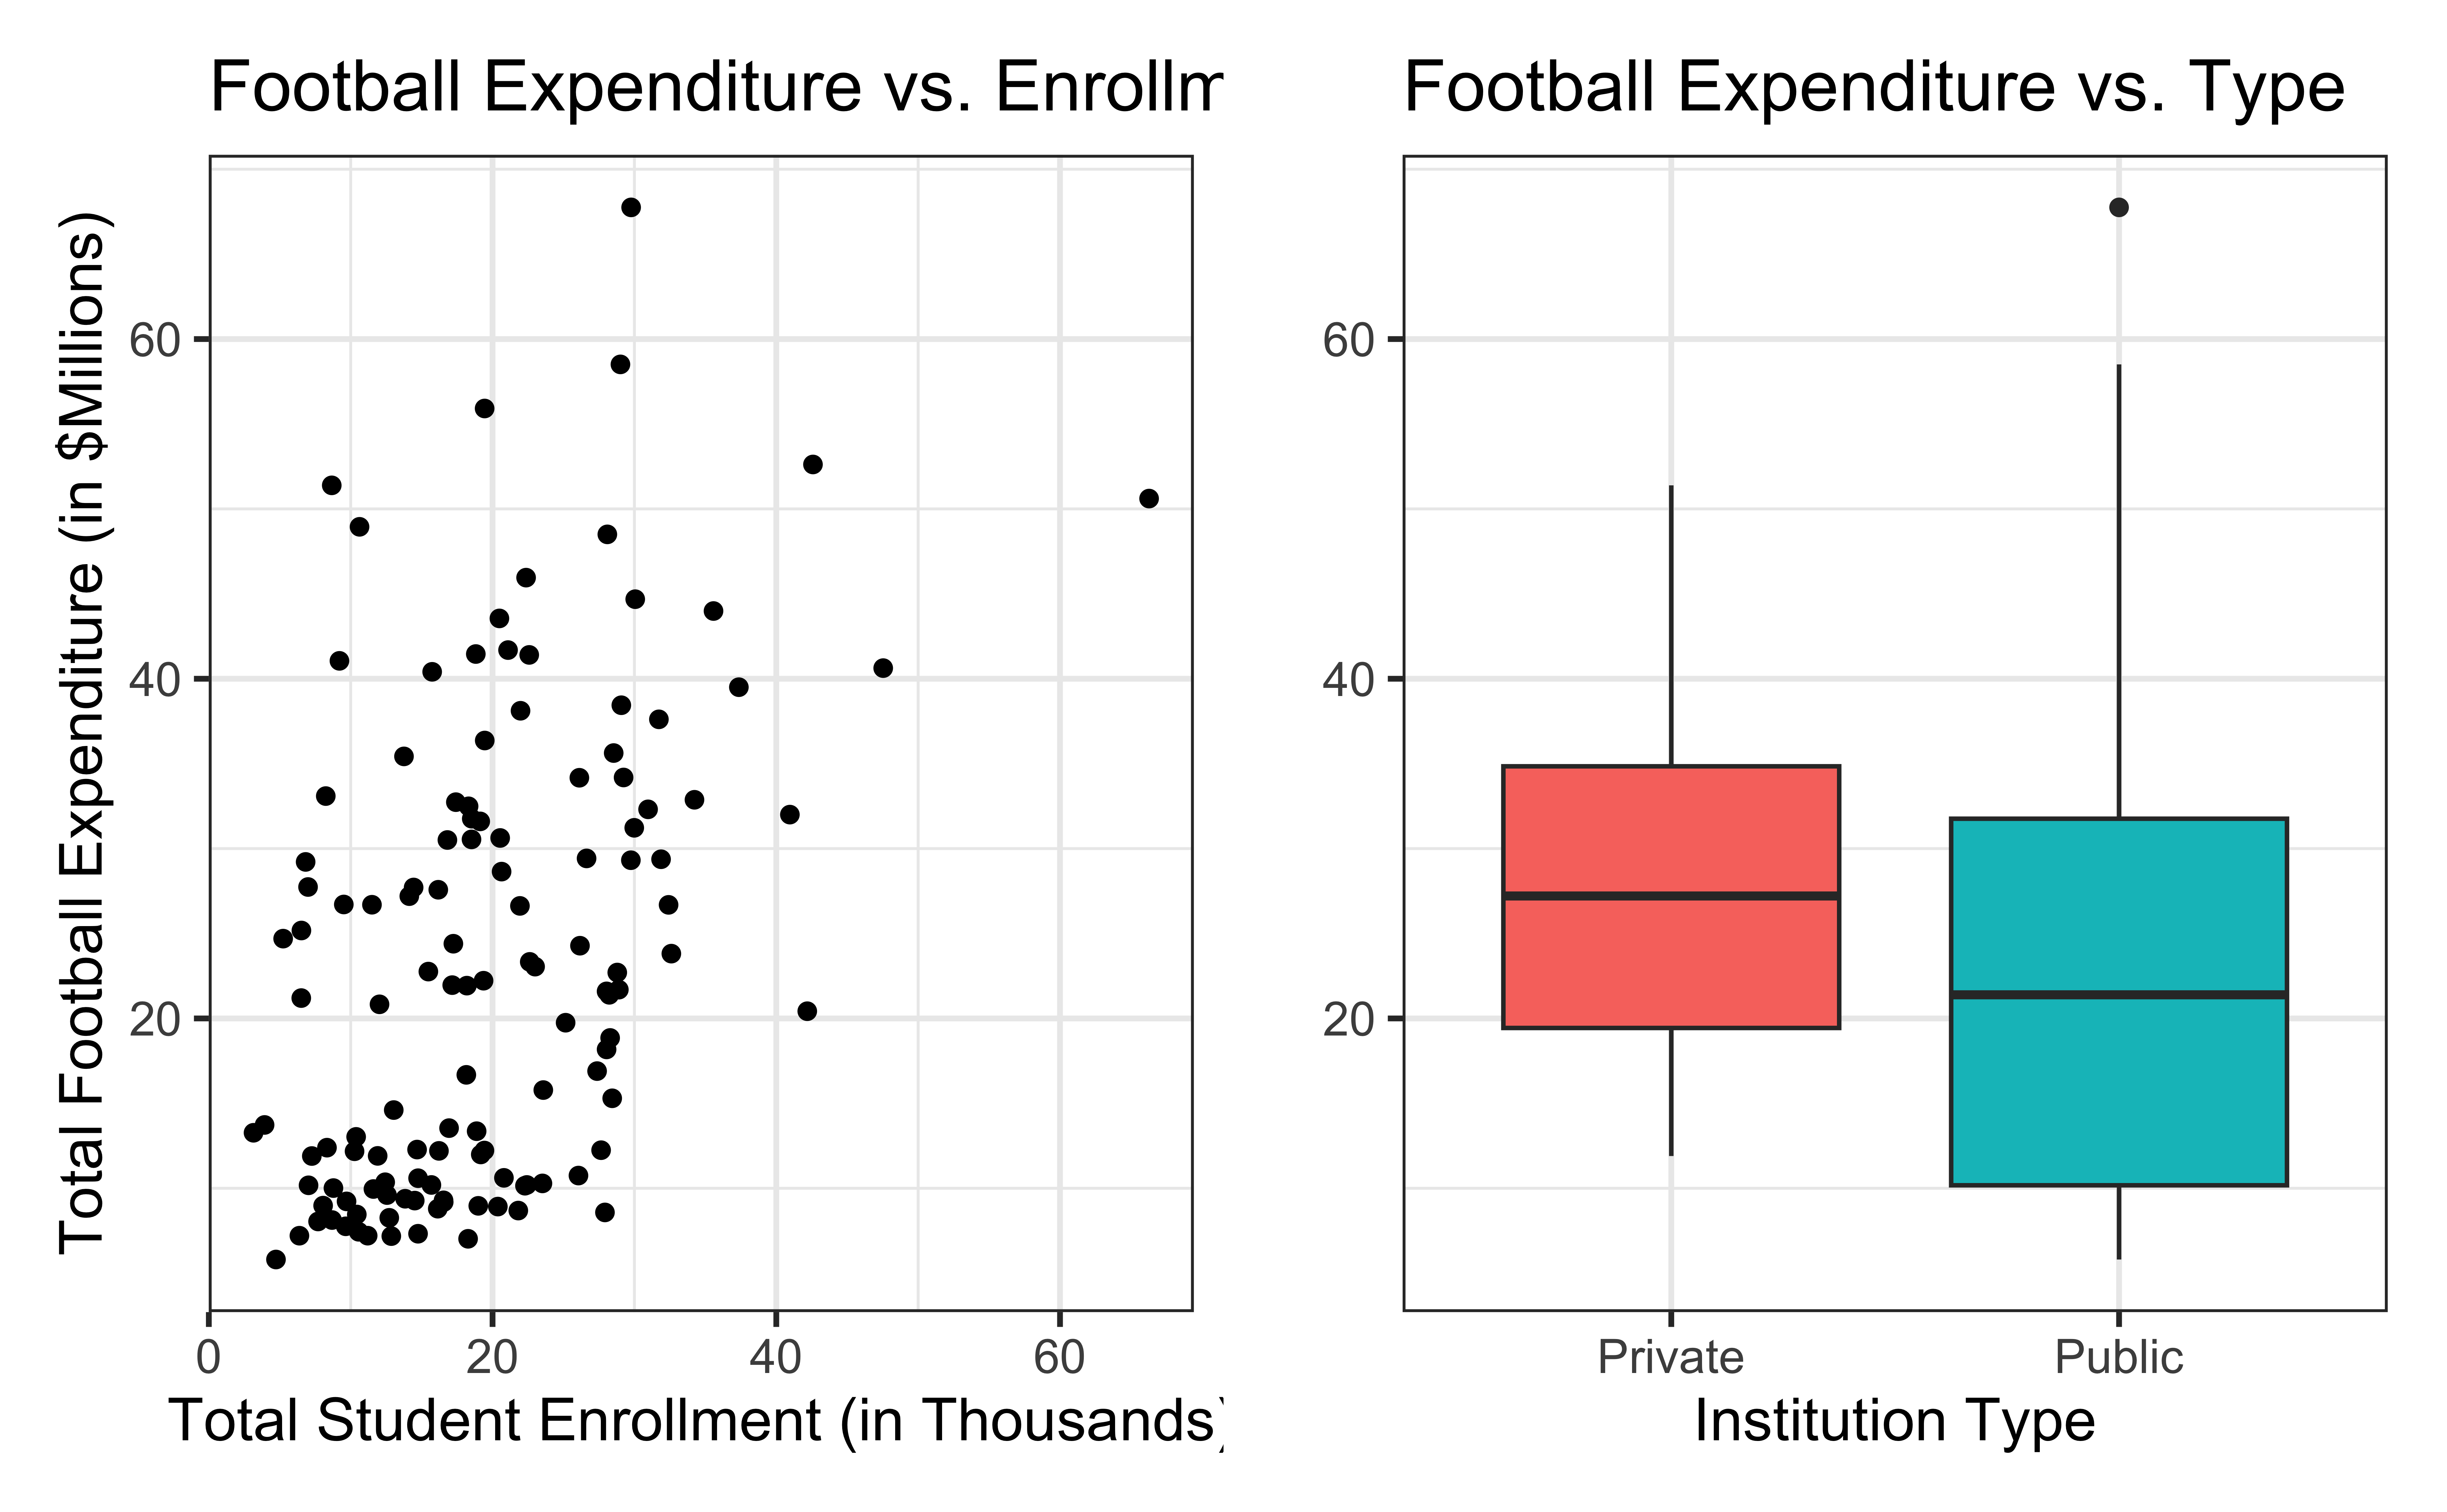 Football Expenditure vs. Enrollm
Total Football Expenditure (in $Millions)
60
40
20
0 20 40 60
Total Student Enrollment (in Thousands)
Football Expenditure vs. Type
60
40
20
Private Public
Institution Type